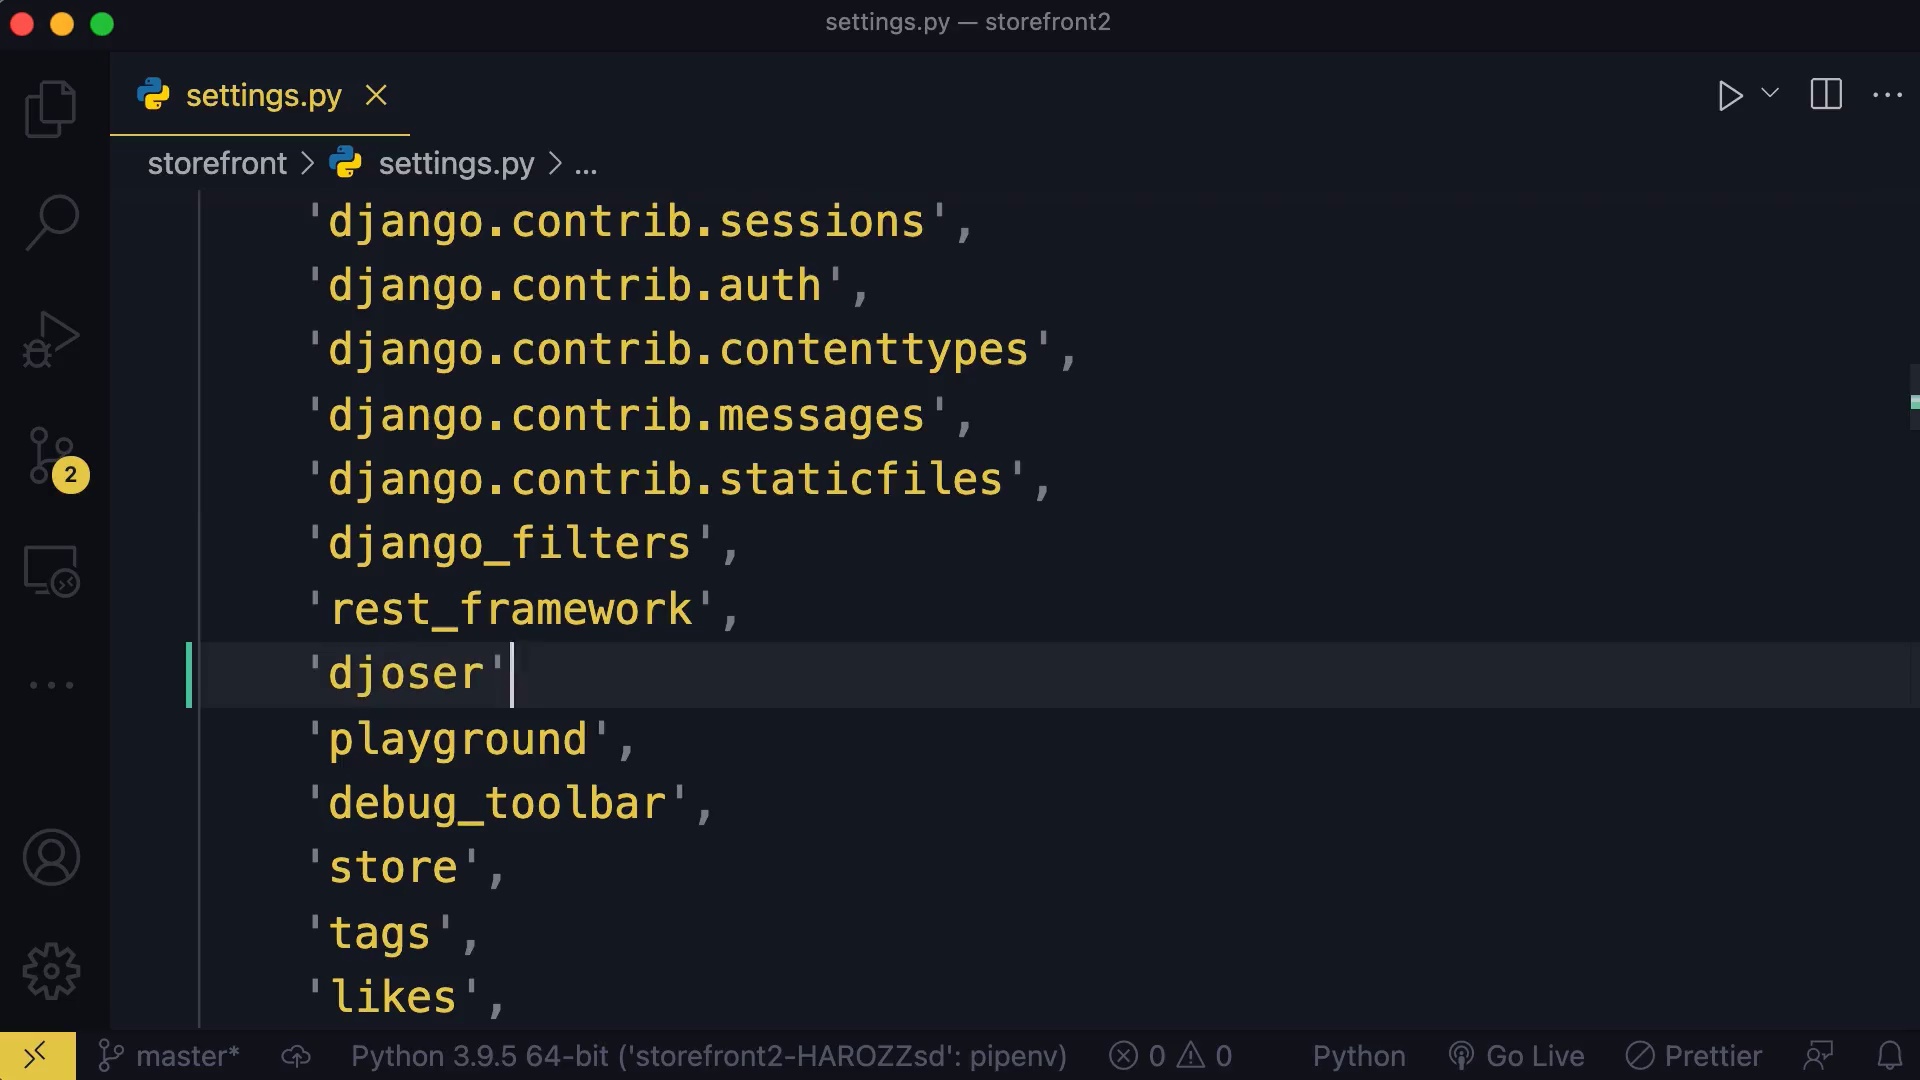 settings.py — storefront2
settings.py
storefront > settings.py > ...
'django.contrib.sessions',
'django.contrib.auth',
'django.contrib.contenttypes',
'django.contrib.messages',
'django.contrib.staticfiles',
'django_filters',
'rest_framework',
'djoser'
'playground',
'debug_toolbar',
'store',
'tags',
'likes',
2
master* Python 3.9.5 64-bit ('storefront2-HAROZZsd': pipenv) 0 0 Python Go Live Prettier